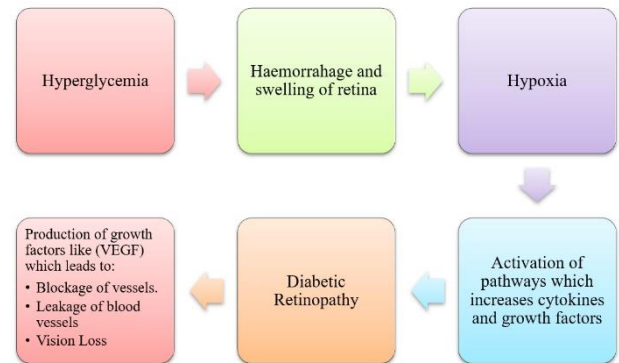 Hyperglycemia
Haemorrahage and
swelling of retina
Hypoxia
Activation of
pathways which
increases cytokines
and growth factors
Diabetic
Retinopathy
Production of growth
factors like (VEGF)
which leads to:
• Blockage of vessels.
• Leakage of blood
vessels
• Vision Loss